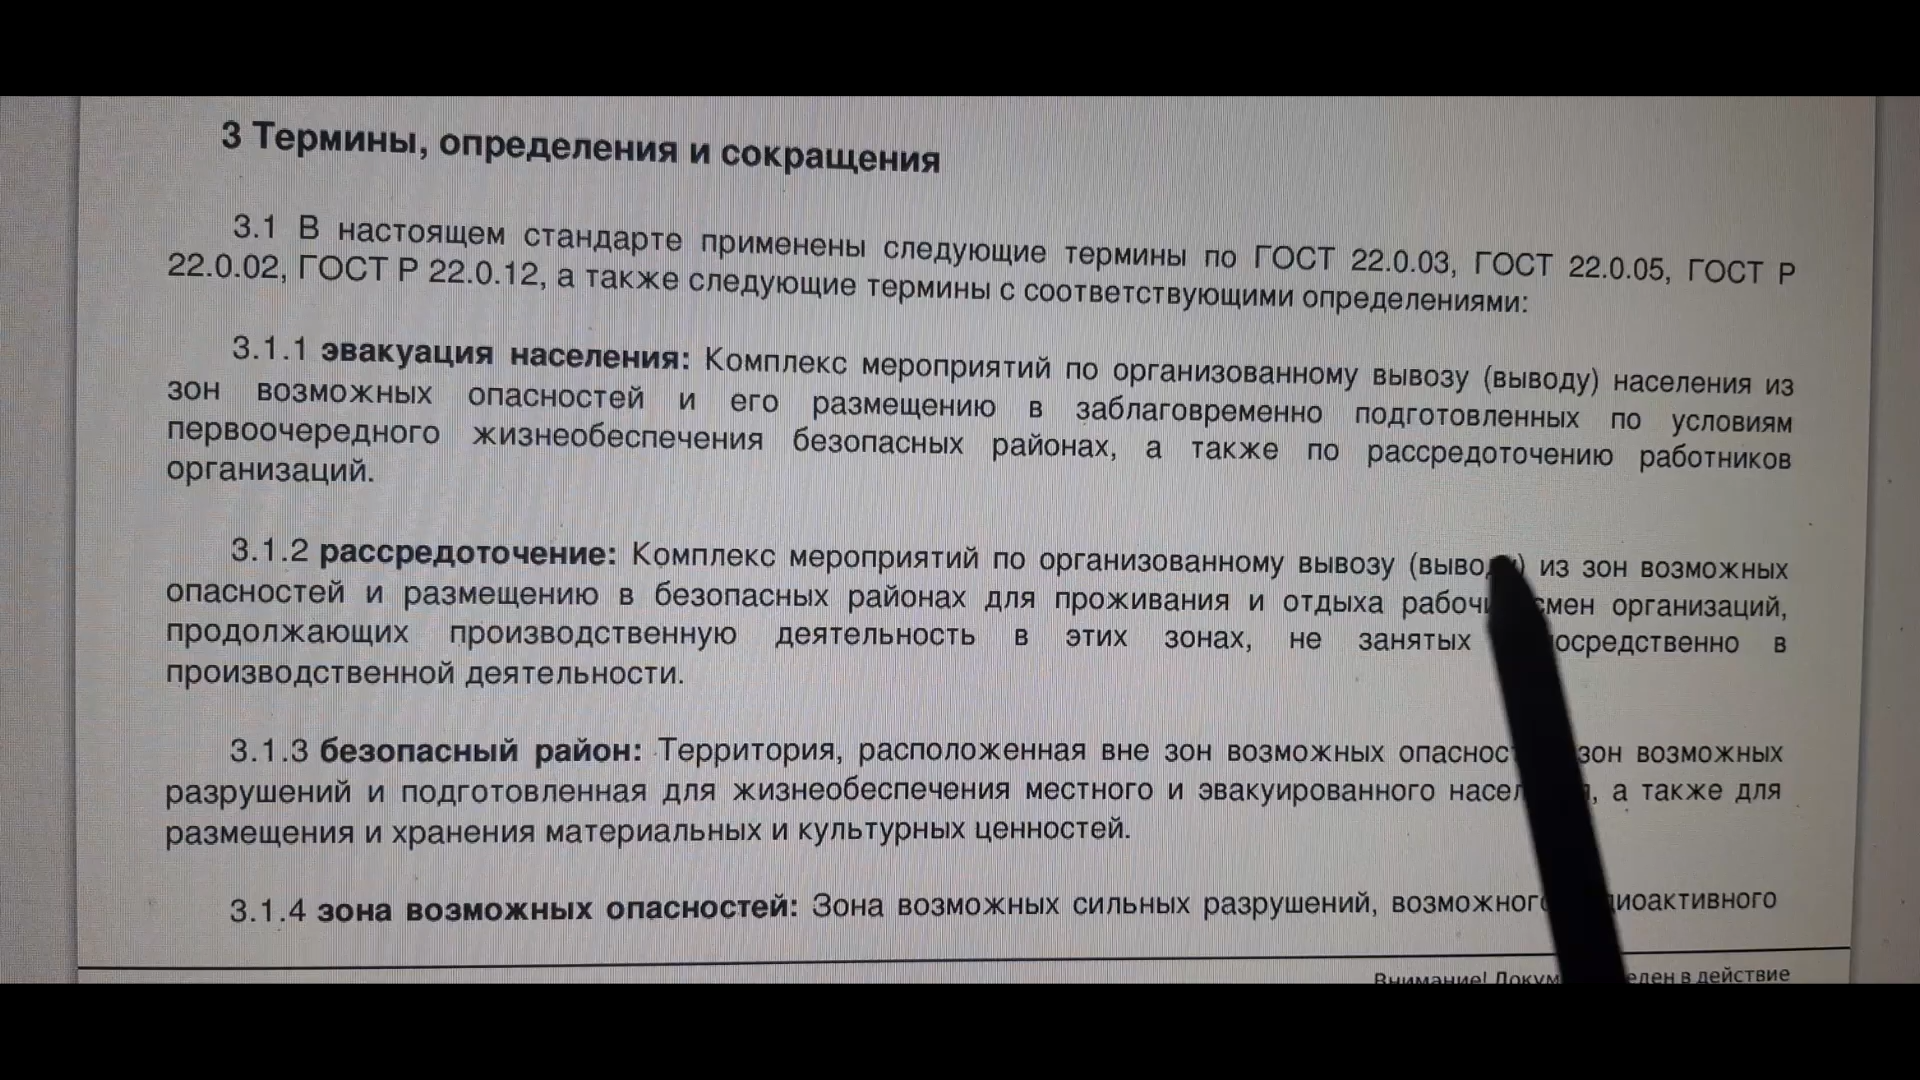 3 Термины, определения и сокращения
3.1 В настоящем стандарте применены следующие термины по ГОСТ 22.0.03, ГОСТ 22.0.05, ГОСТ Р
22.0.02, ГОСТ Р 22.0.12, а также следующие термины с соответствующими определениями:
3.1.1 эвакуация населения: Комплекс мероприятий по организованному вывозу (выводу) населения из
зон возможных опасностей и его размещению в заблаговременно подготовленных по условиям
первоочередного жизнеобеспечения безопасных районах, а также по рассредоточению работников
организаций.
3.1.2 рассредоточение: Комплекс мероприятий по организованному вывозу (выводу) из зон возможных
опасностей и размещению в безопасных районах для проживания и отдыха смен организаций,
продолжающих производственную деятельность в этих зонах, не занятых в
производственной деятельности.
3.1.3 безопасный район: Территория, расположенная вне зон возможных зон возможных
разрушений и подготовленная для жизнеобеспечения местного и эвакуированного а также для
размещения и хранения материальных и культурных ценностей.
3.1.4 зона возможных опасностей: Зона возможных сильных разрушений, возможного
Внимание! в действие